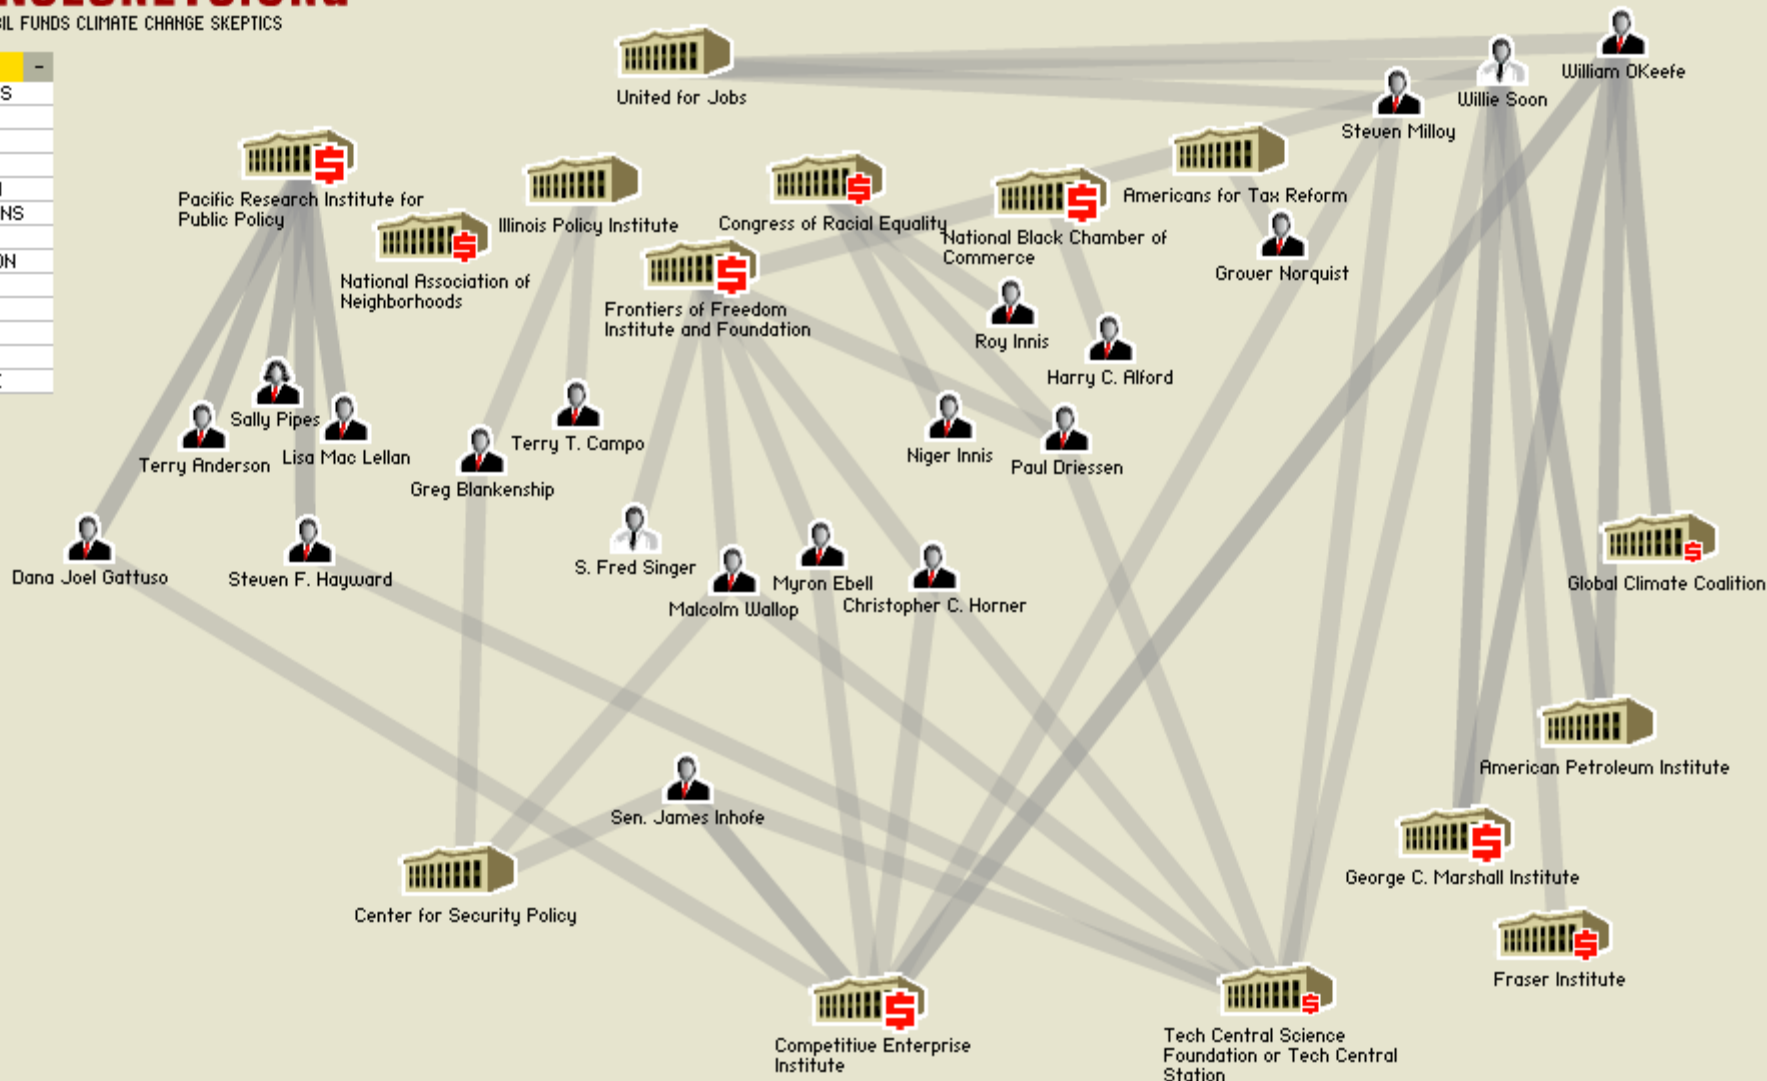 FUNDS CLIMATE CHANGE SKEPTICS
United for Jobs
William OKeefe
Willie Soon
Steven Milloy
Pacific Research Institute for
Public Policy
Illinois Policy Institute
Congress of Racial Equality
Americans for Tax Reform
National Black Chamber of
Commerce
Grover Norquist
National Association of
Neighborhoods
Frontiers of Freedom
Institute and Foundation
Roy Innis
Harry C. Alford
Sally Pipes
Terry Anderson
Lisa Mac Lellan
Terry T. Campo
Greg Blankenship
Niger Innis
Paul Driessen
Dana Joel Gattuso
Steven F. Hayward
S. Fred Singer
Malcolm Wallop
Myron Ebell
Christopher C. Horner
Global Climate Coalition
American Petroleum Institute
Sen. James Inhofe
George C. Marshall Institute
Center for Security Policy
Fraser Institute
Competitive Enterprise
Institute
Tech Central Science
Foundation or Tech Central
Station